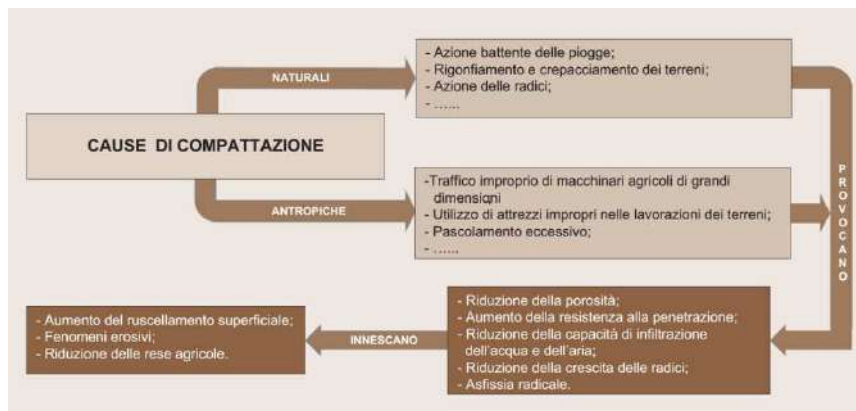 NATURALI
- Azione battente delle piogge;
- Rigonfiamento e crepacciamento dei terreni;
- Azione delle radici;
- …...
CAUSE DI COMPATTAZIONE
ANTROPICHE
-Traffico improprio di macchinari agricoli di grandi
dimensioni
- Utilizzo di attrezzi impropri nelle lavorazioni dei terreni;
- Pascolamento eccessivo;
- …...
PROVOCANO
- Riduzione della porosità;
- Aumento della resistenza alla penetrazione;
- Riduzione della capacità di infiltrazione
dell'acqua e dell'aria;
- Riduzione della crescita delle radici;
- Asfissia radicale.
INNESCANO
- Aumento del ruscellamento superficiale;
- Fenomeni erosivi;
- Riduzione delle rese agricole.